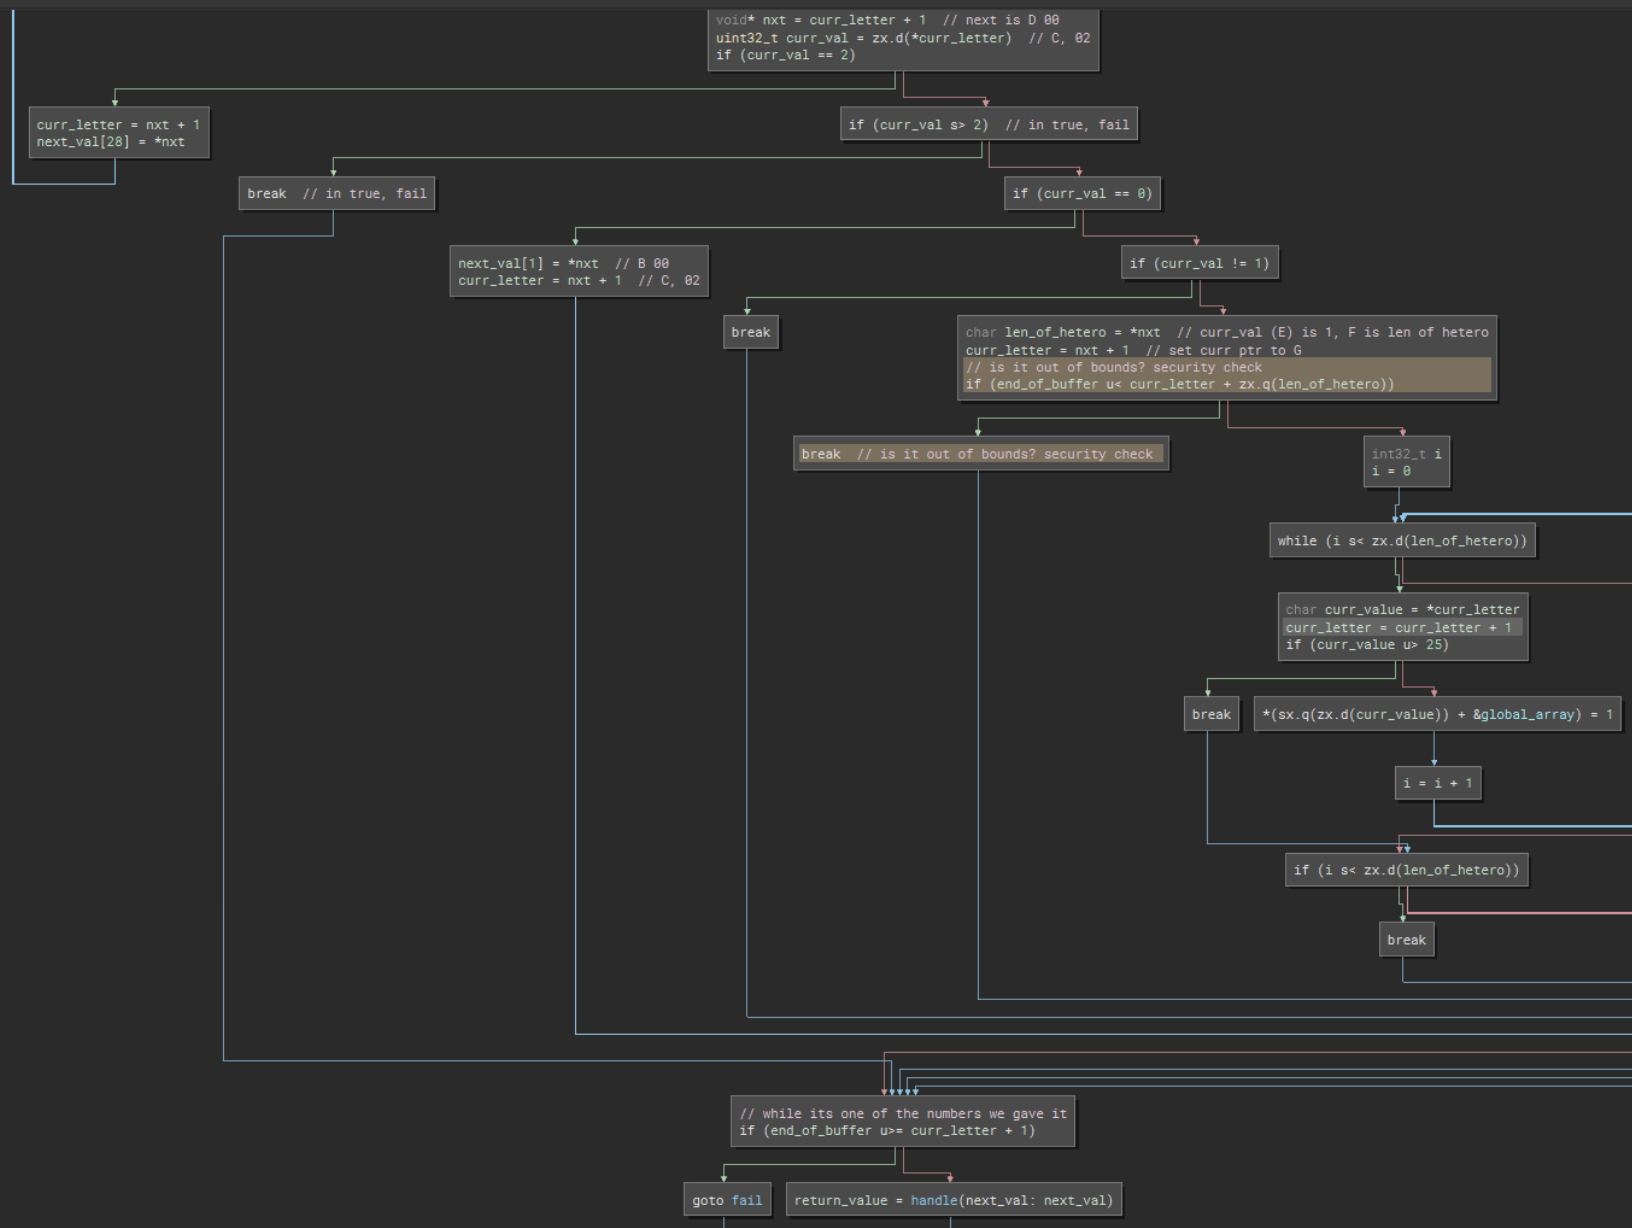 void* nxt = curr_letter + 1  // next is D 00
uint32_t curr_val = zx.d(*curr_letter)  // C, 02
if (curr_val == 2)
curr_letter = nxt + 1
next_val[28] = *nxt
if (curr_val s> 2)  // in true, fail
break  // in true, fail
if (curr_val == 0)
next_val[1] = *nxt  // B 00
curr_letter = nxt + 1  // C, 02
if (curr_val != 1)
break
char len_of_hetero = *nxt  // curr_val (E) is 1, F is len of hetero
curr_letter = nxt + 1  // set curr ptr to G
// is it out of bounds? security check
if (end_of_buffer u< curr_letter + zx.q(len_of_hetero))
break  // is it out of bounds? security check
int32_t i
i = 0
while (i s< zx.d(len_of_hetero))
char curr_value = *curr_letter
curr_letter = curr_letter + 1
if (curr_value u> 25)
break
*(sx.q(zx.d(curr_value)) + &global_array) = 1
i = i + 1
if (i s< zx.d(len_of_hetero))
break
// while its one of the numbers we gave it
if (end_of_buffer u>= curr_letter + 1)
goto fail
return_value = handle(next_val: next_val)